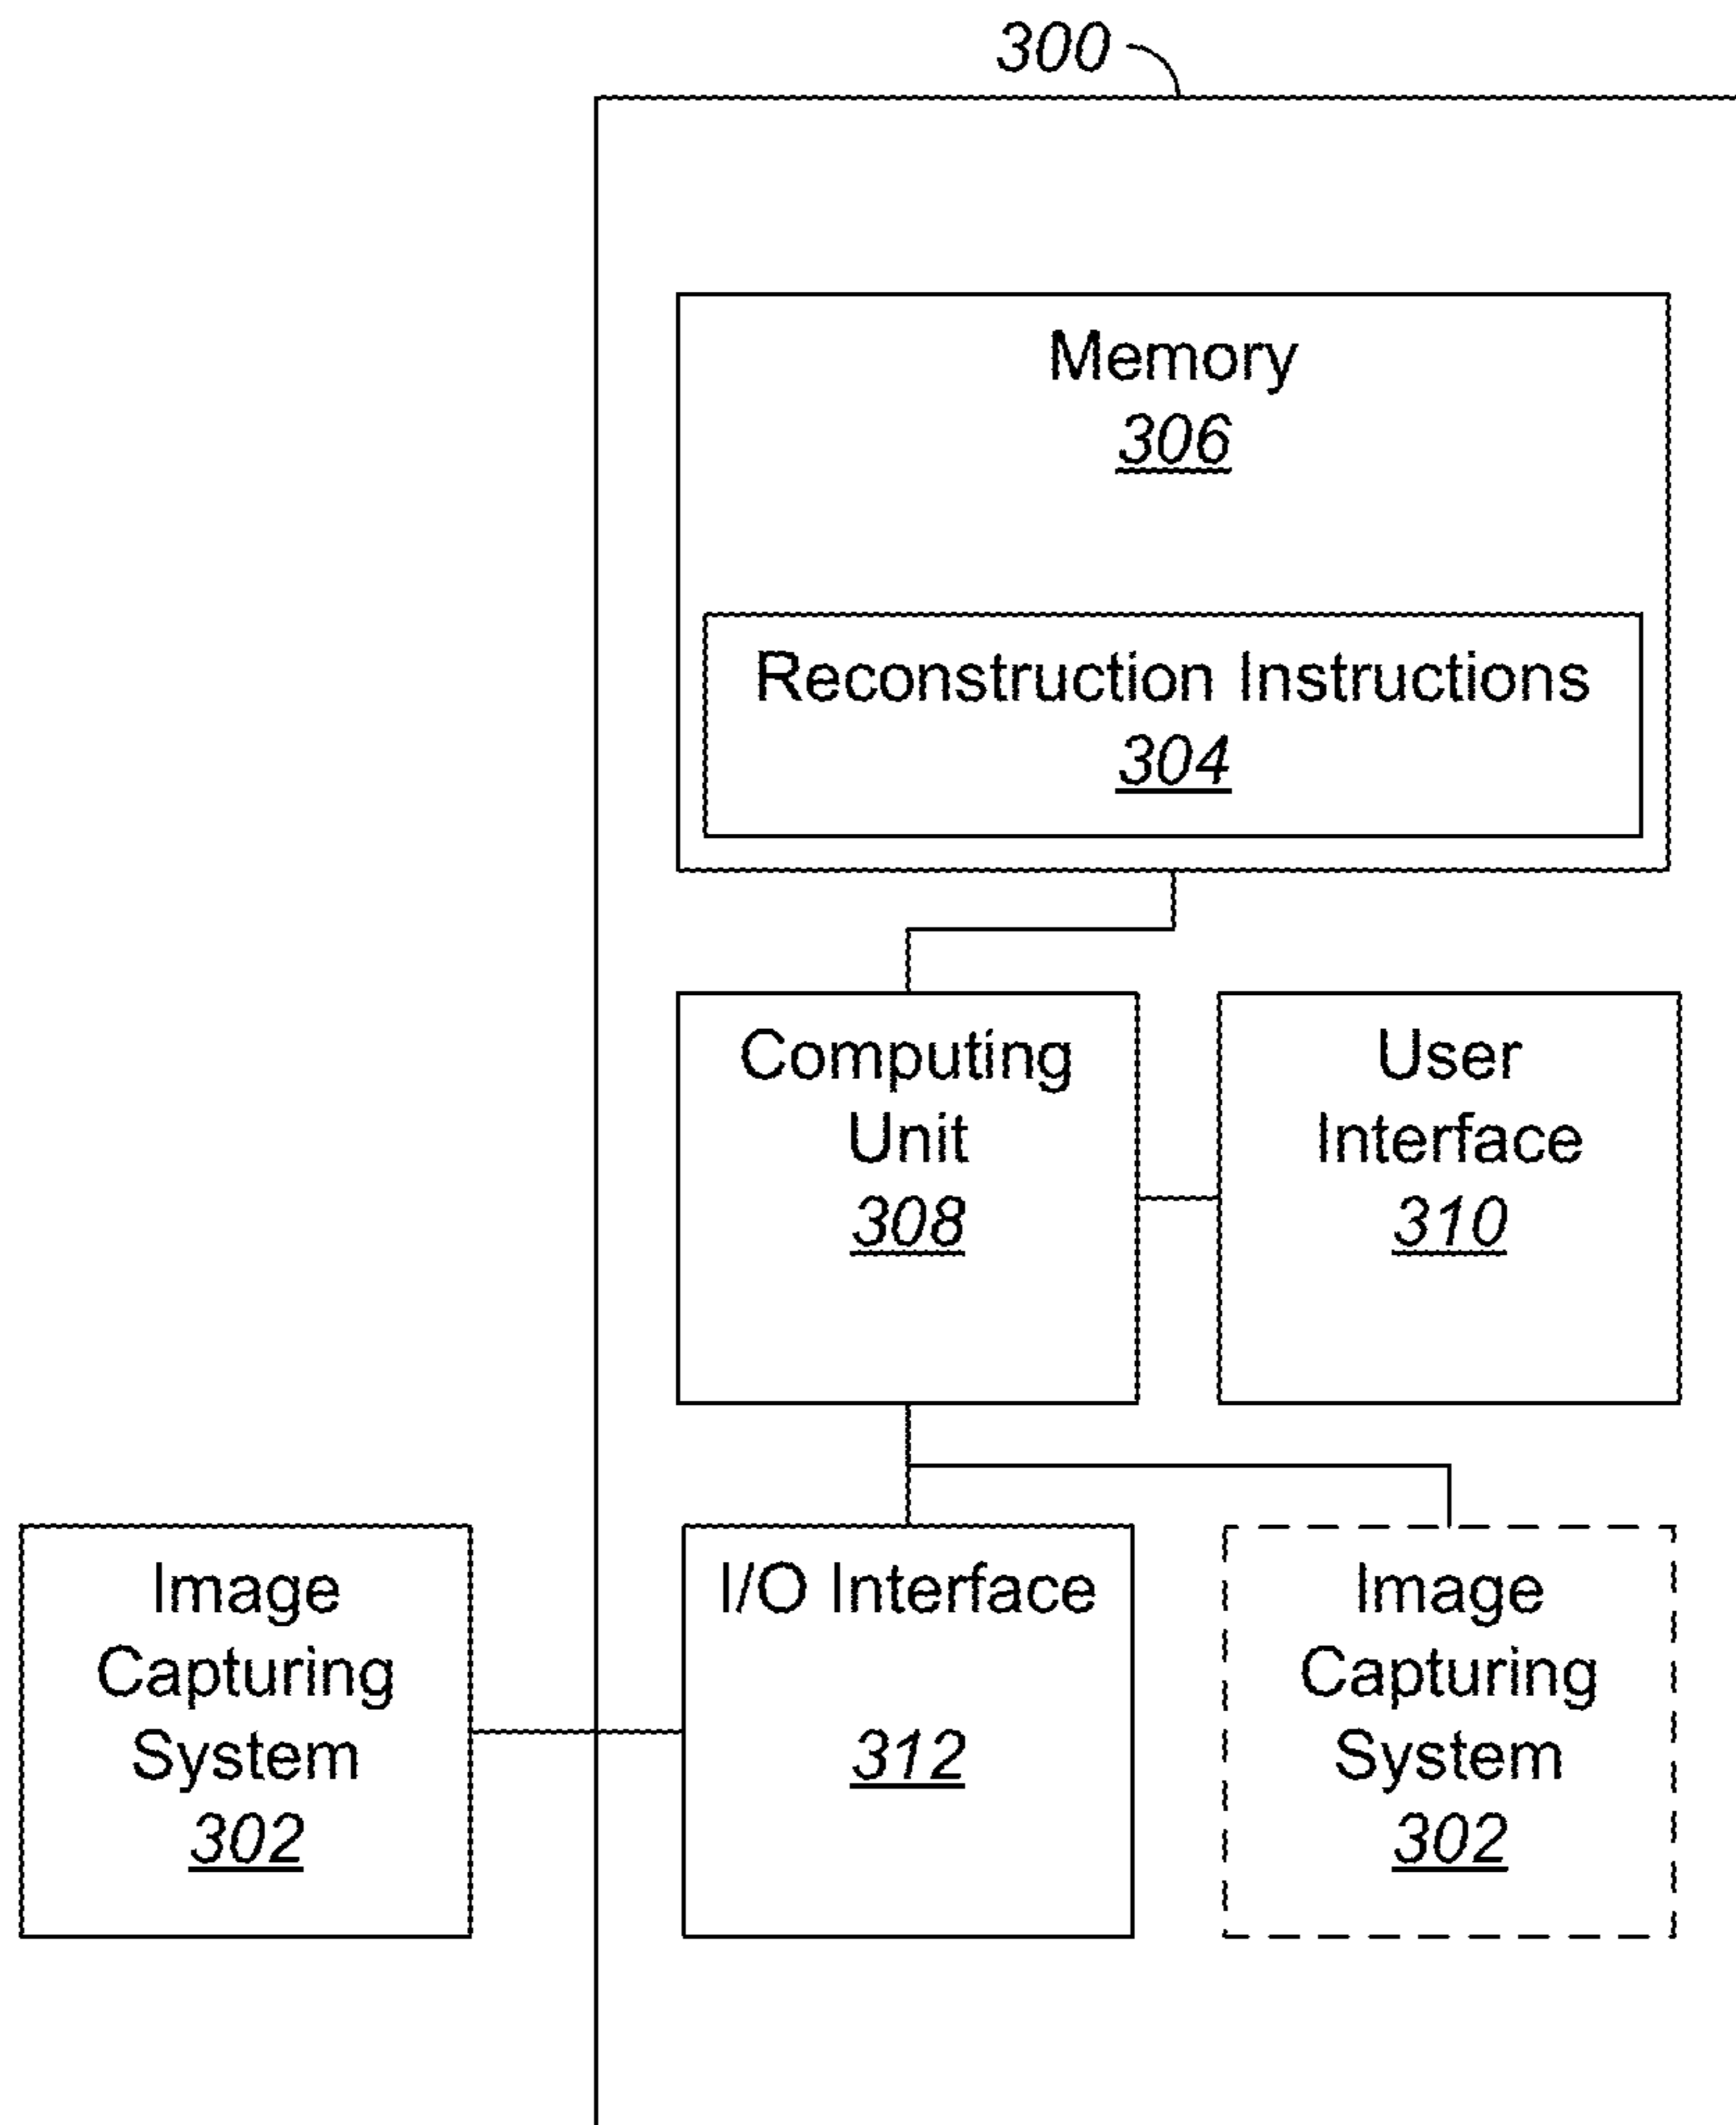 300
Memory
306
Reconstruction Instructions
304
Computing
Unit
308
User
Interface
310
Image
Capturing
System
302
I/O Interface
312
Image
Capturing
System
302